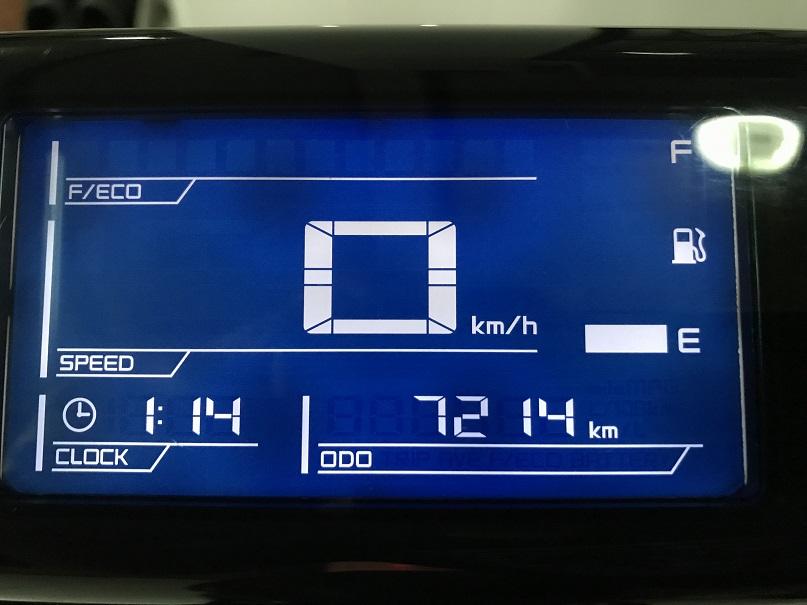 F
F/ECO
0 km/h
E
SPEED
1:14
7214 km
CLOCK
ODO